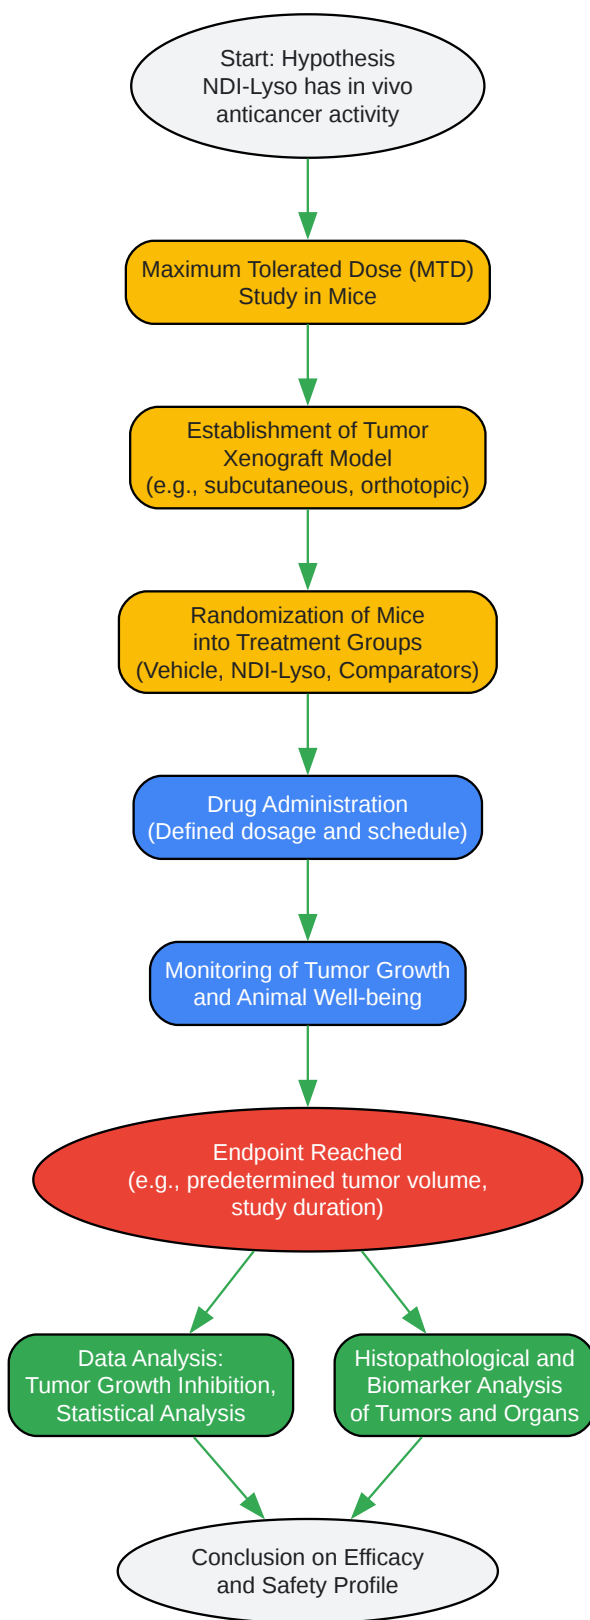 Start: Hypothesis
NDI-Lyso has in vivo
anticancer activity
Maximum Tolerated Dose (MTD)
Study in Mice
Establishment of Tumor
Xenograft Model
(e.g., subcutaneous, orthotopic)
Randomization of Mice
into Treatment Groups
(Vehicle, NDI-Lyso, Comparators)
Drug Administration
(Defined dosage and schedule)
Monitoring of Tumor Growth
and Animal Well-being
Endpoint Reached
(e.g., predetermined tumor volume,
study duration)
Data Analysis:
Tumor Growth Inhibition,
Statistical Analysis
Histopathological and
Biomarker Analysis
of Tumors and Organs
Conclusion on Efficacy
and Safety Profile